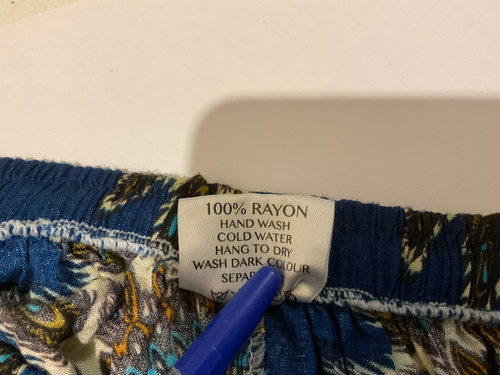 100% RAYON
HAND WASH
COLD WATER
HANG TO DRY
WASH DARK COLOUR